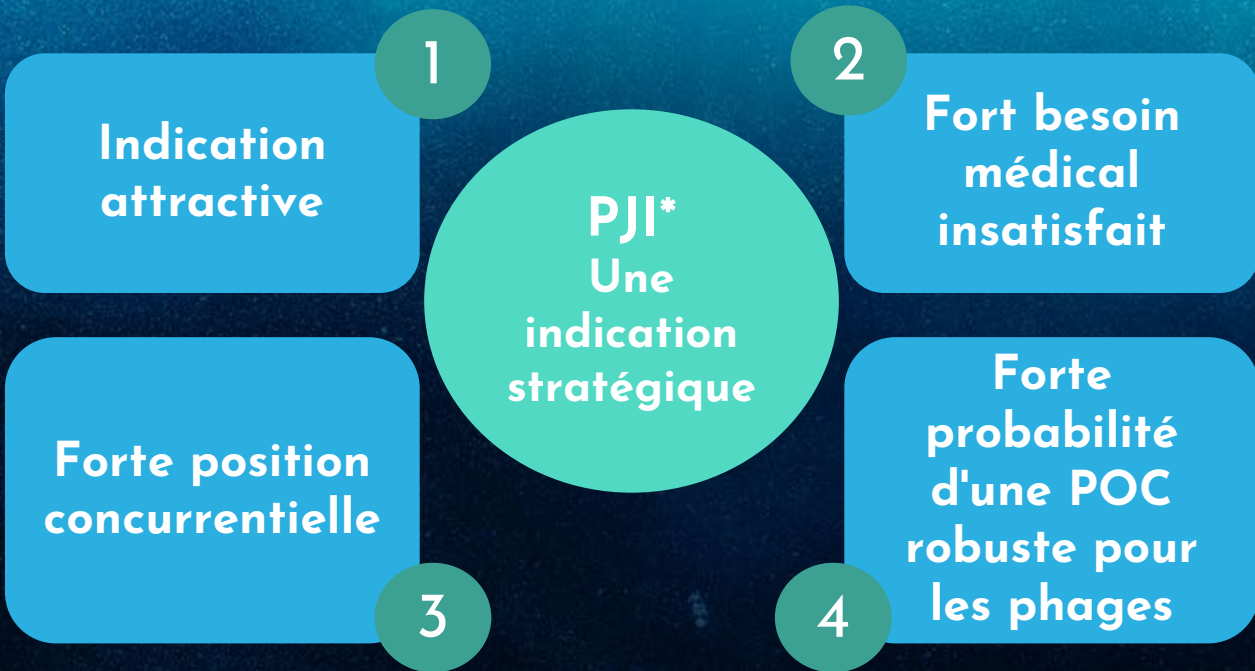 1
Indication
attractive
2
Fort besoin
médical
insatisfait
PJI*
Une
indication
stratégique
Forte position
concurrentielle
3
Forte
probabilité
d'une POC
robuste pour
les phages
4